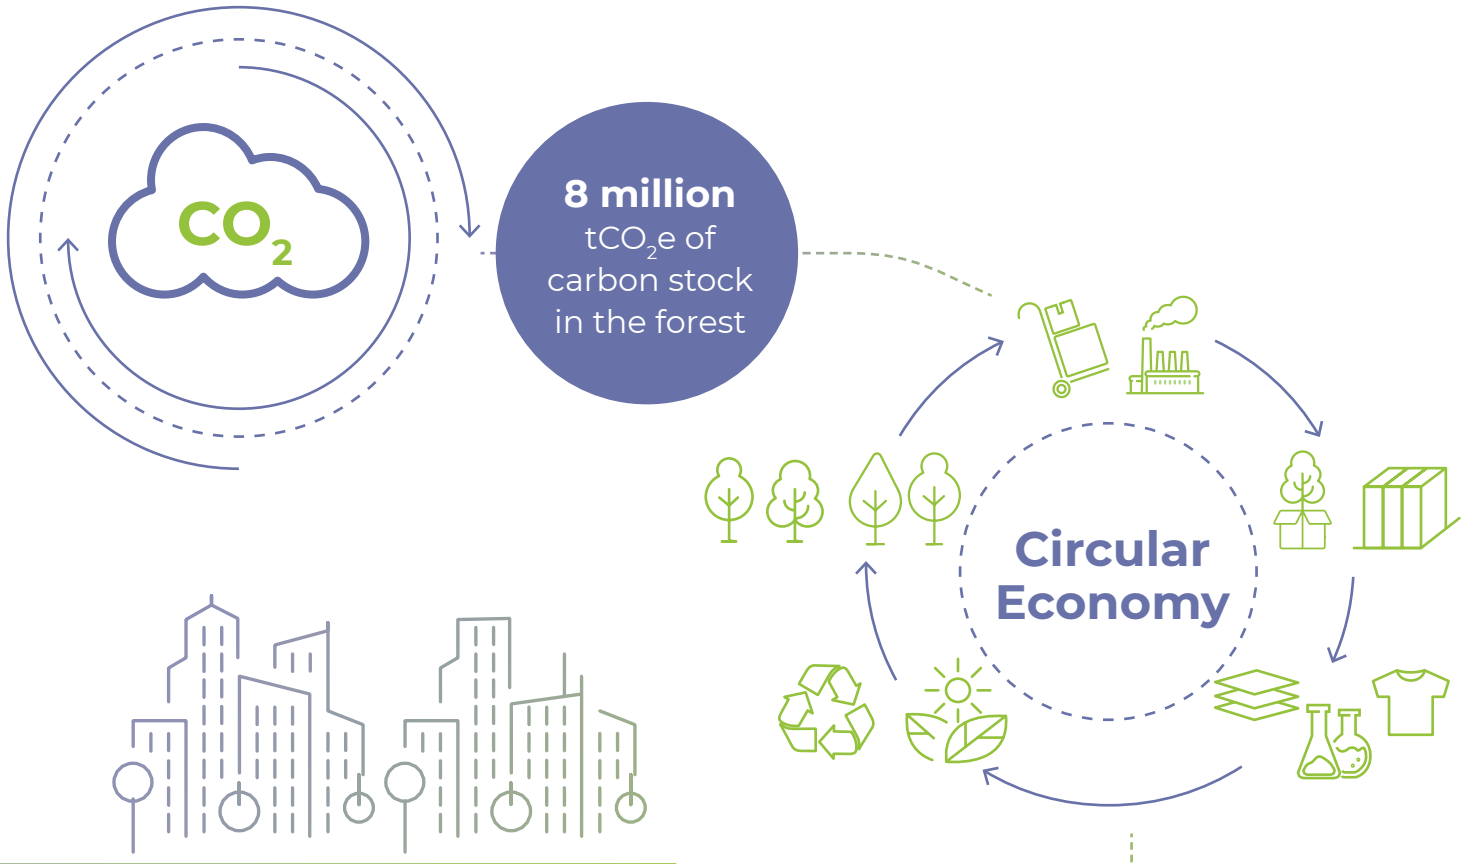 CO₂
8 million
tCO₂e of
carbon stock
in the forest
Circular
Economy